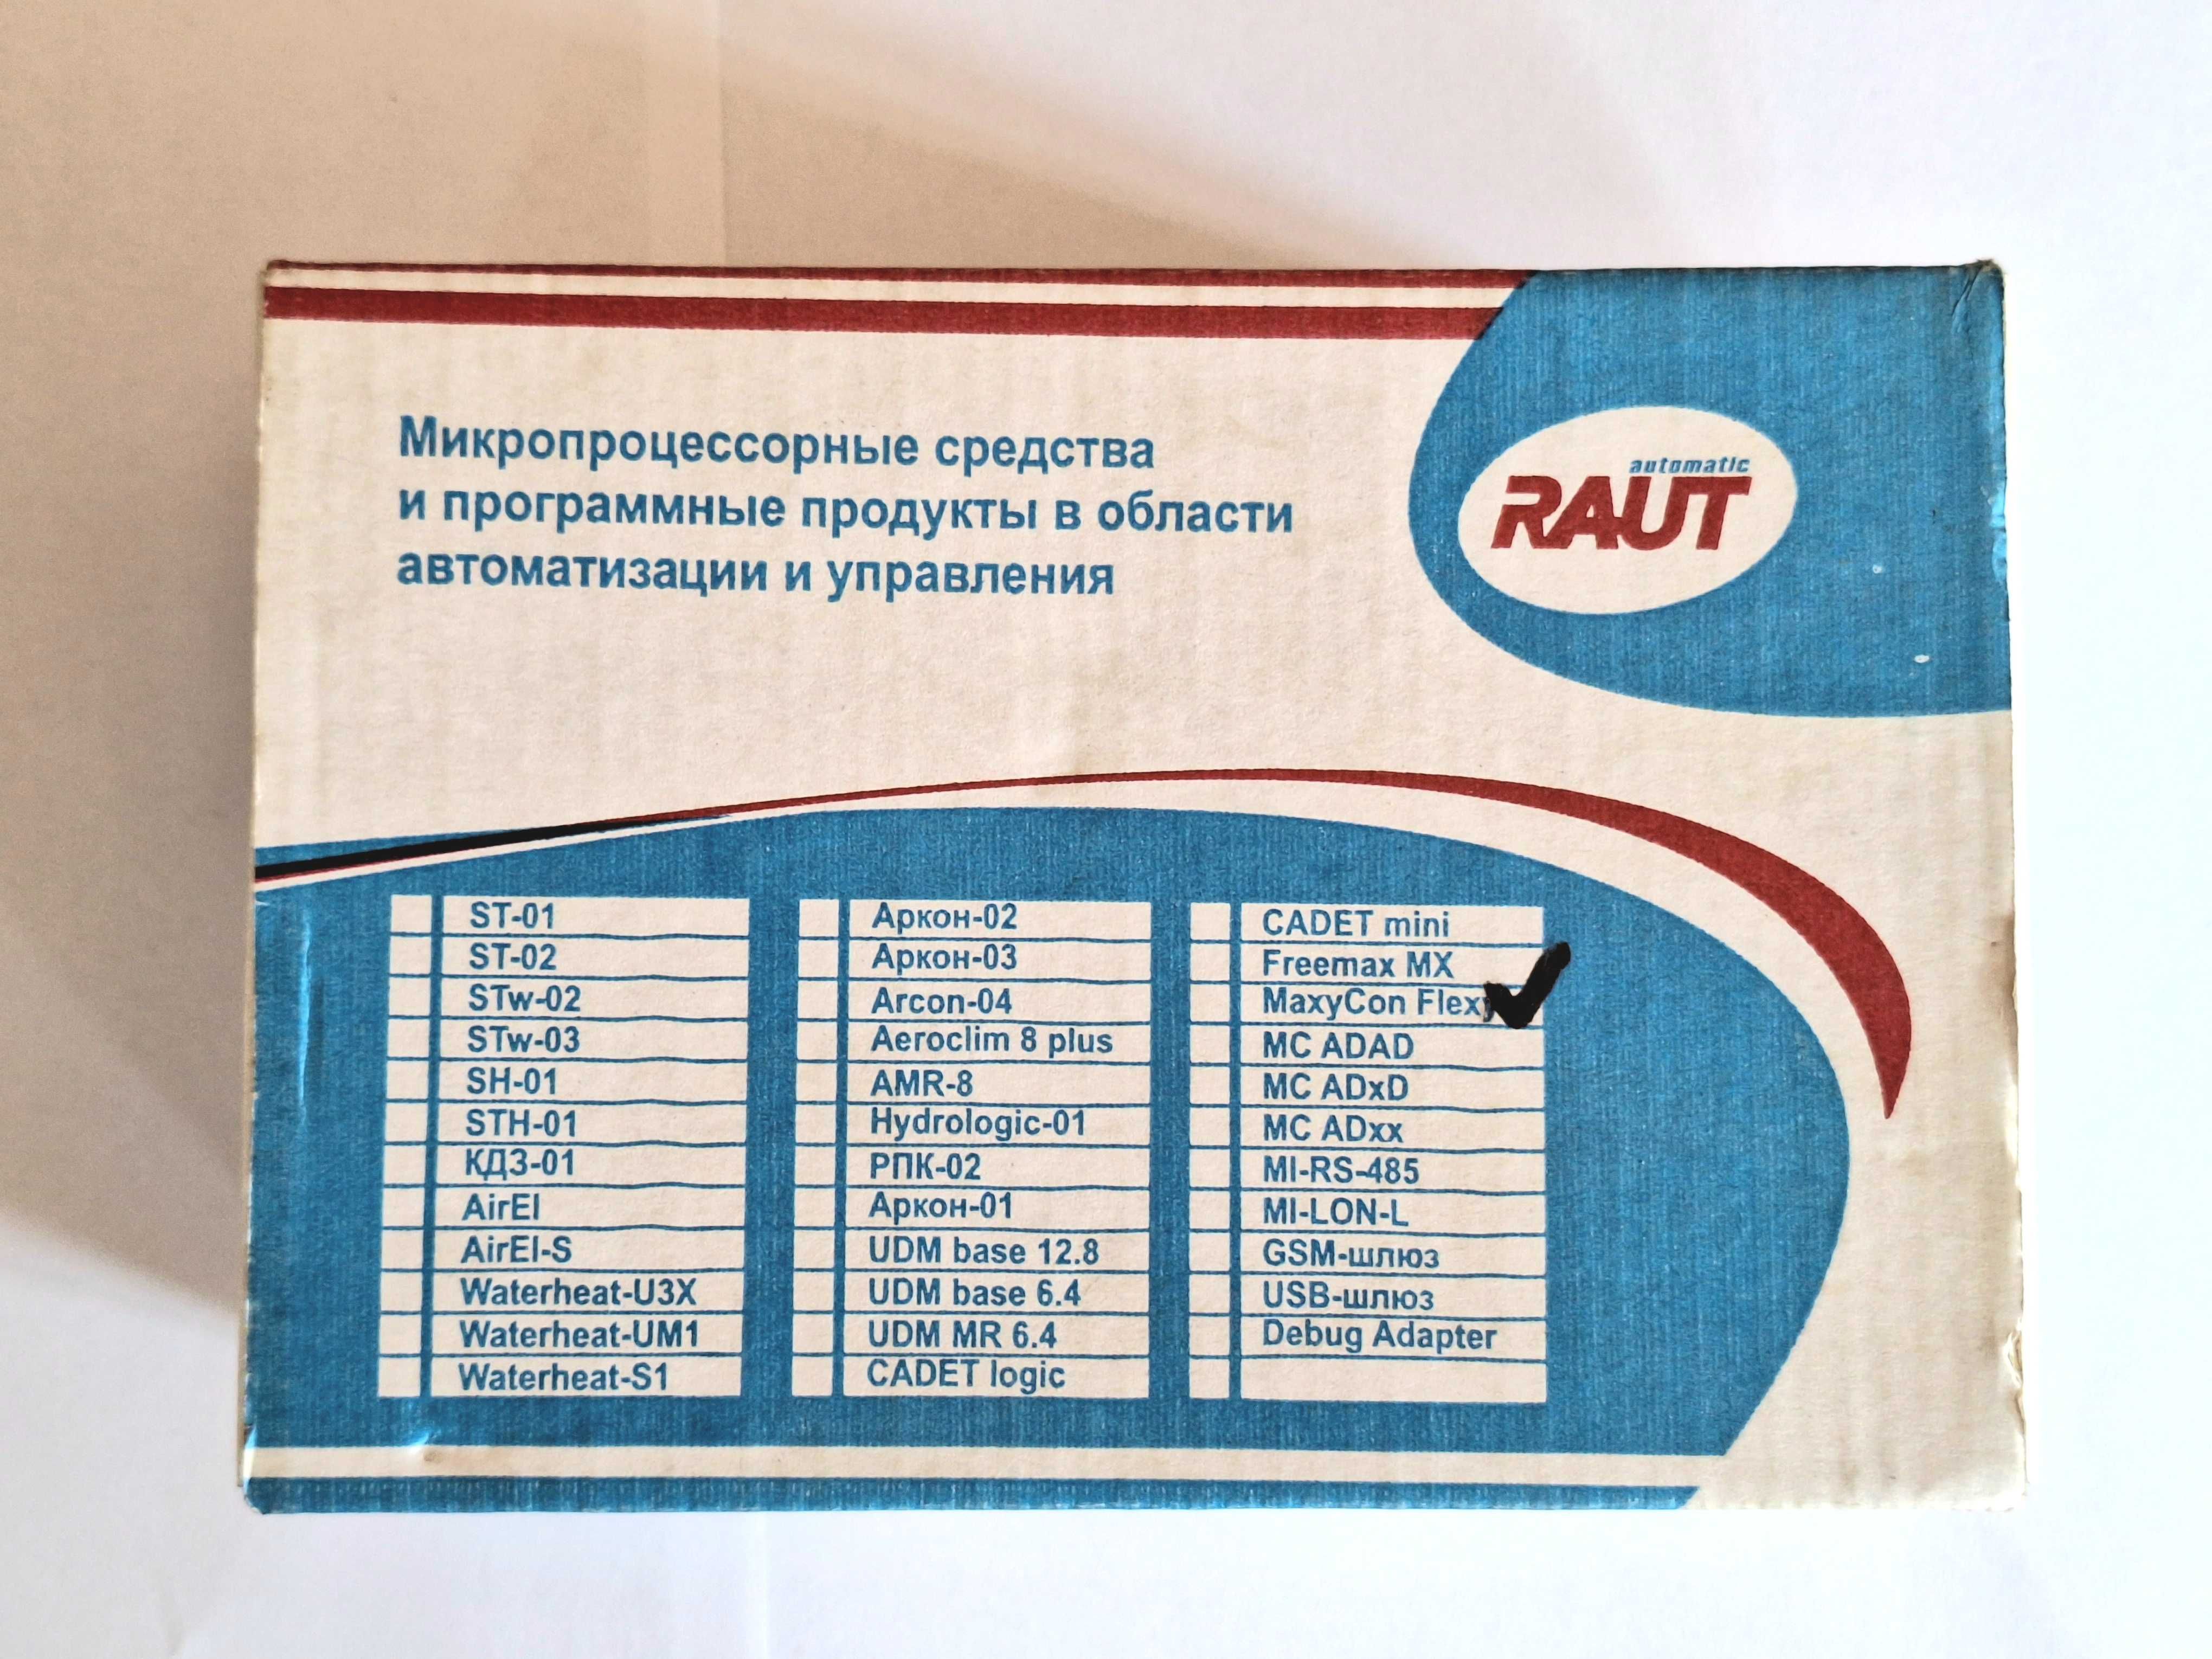 Микропроцессорные средства
и программные продукты в области
автоматизации и управления
automatic
RAUT
ST-01
ST-02
STw-02
STw-03
SH-01
STH-01
КДЗ-01
AirEl
AirEl-S
Waterheat-U3X
Waterheat-UM1
Waterheat-S1
Аркон-02
Аркон-03
Arcon-04
Aeroclim 8 plus
AMR-8
Hydrologic-01
РПК-02
Аркон-01
UDM base 12.8
UDM base 6.4
UDM MR 6.4
CADET logic
CADET mini
Freemax MX
MaxyCon Flexy
MC ADAD
MC ADxD
MC ADxx
MI-RS-485
MI-LON-L
GSM-шлюз
USB-шлюз
Debug Adapter